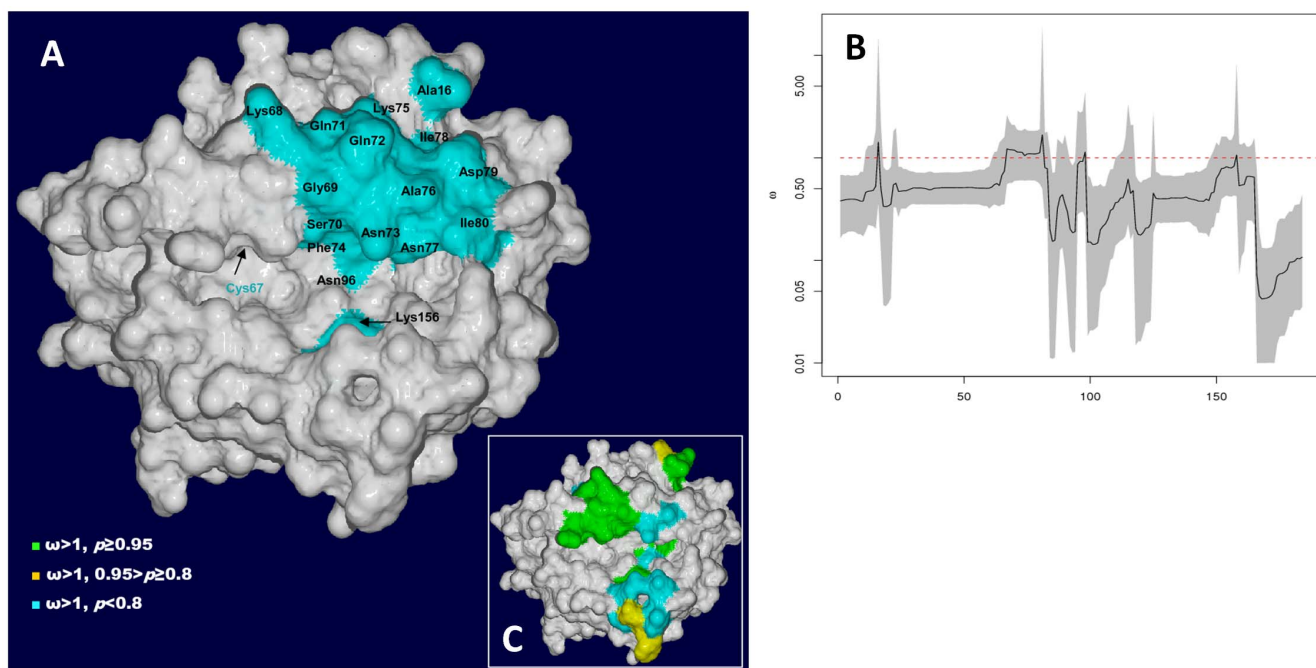 A
Ala16
Lys75
Lys68
Gln71
Gln72
Ile78
Asp79
Gly69
Ala76
Ser70
Ile80
Asn73
Phe74
Asn77
Asn96
Cys67
Lys156
ω>1, p≥0.95
ω>1, 0.95>p≥0.8
ω>1, p<0.8
C
B
5.00
0.50
0.05
0.01
ω
0 50 100 150